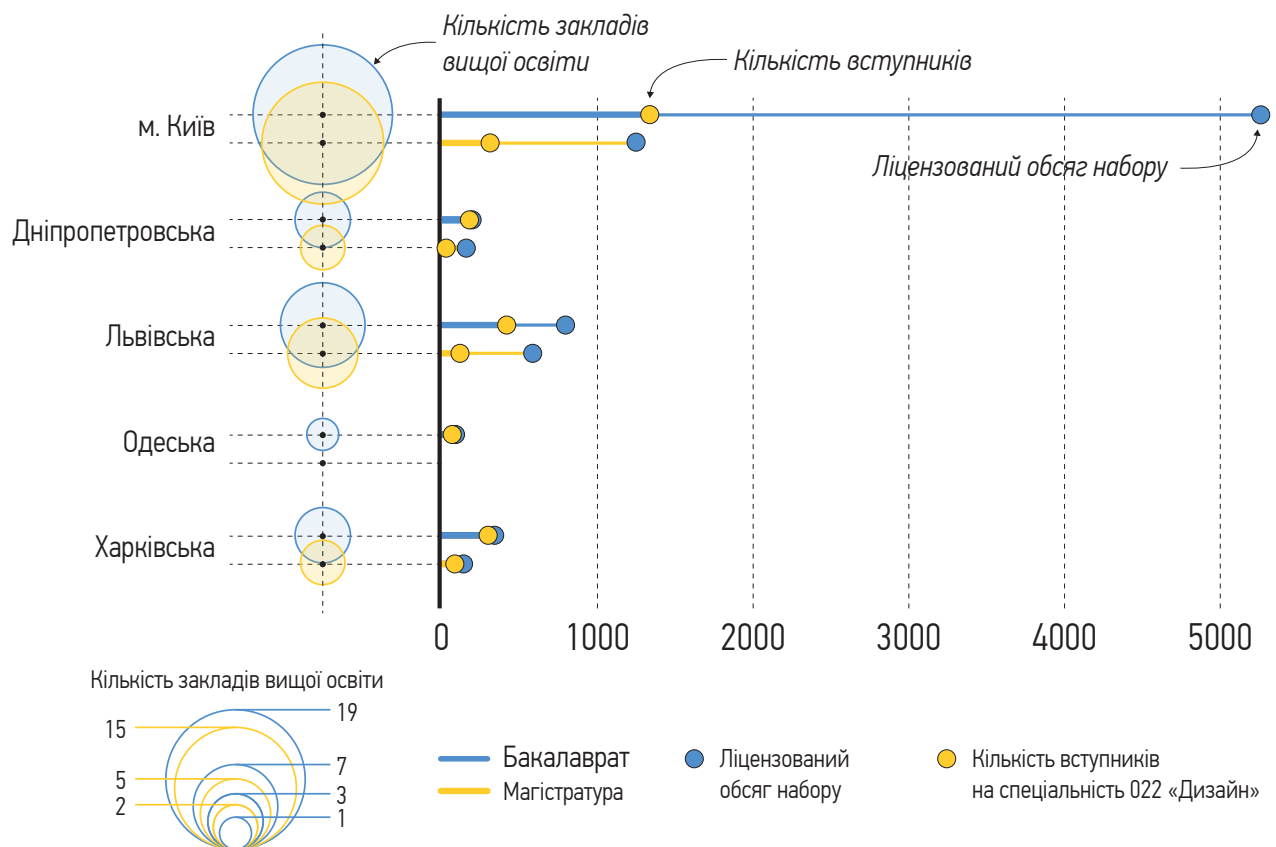 Кількість закладів
вищої освіти
Кількість вступників
м. Київ
Ліцензований обсяг набору
Дніпропетровська
Львівська
Одеська
Харківська
0 1000 2000 3000 4000 5000
Кількість закладів вищої освіти
19
15
7
5
3
2
1
Бакалаврат
Магістратура
Ліцензований
обсяг набору
Кількість вступників
на спеціальність 022 «Дизайн»